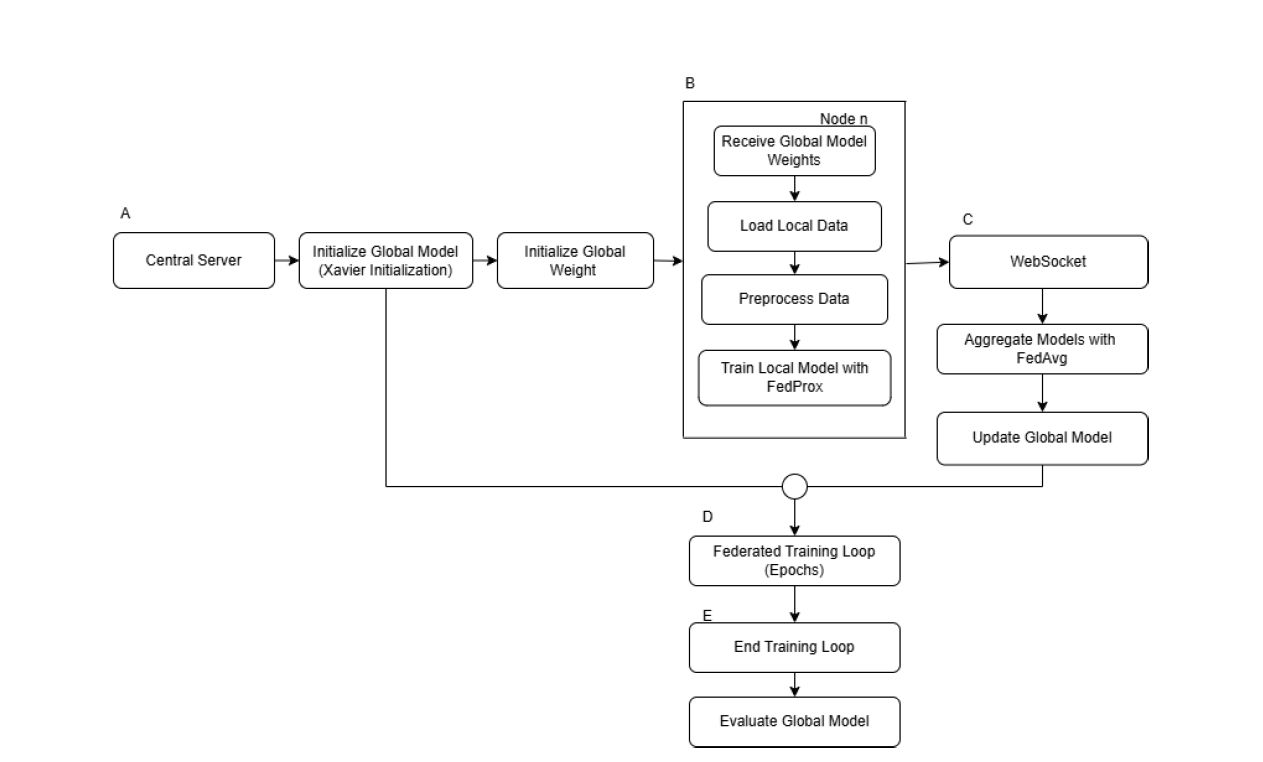 A
Central Server
Initialize Global Model
(Xavier Initialization)
Initialize Global
Weight
B
Node n
Receive Global Model
Weights
Load Local Data
Preprocess Data
Train Local Model with
FedProx
C
WebSocket
Aggregate Models with
FedAvg
Update Global Model
D
Federated Training Loop
(Epochs)
E
End Training Loop
Evaluate Global Model